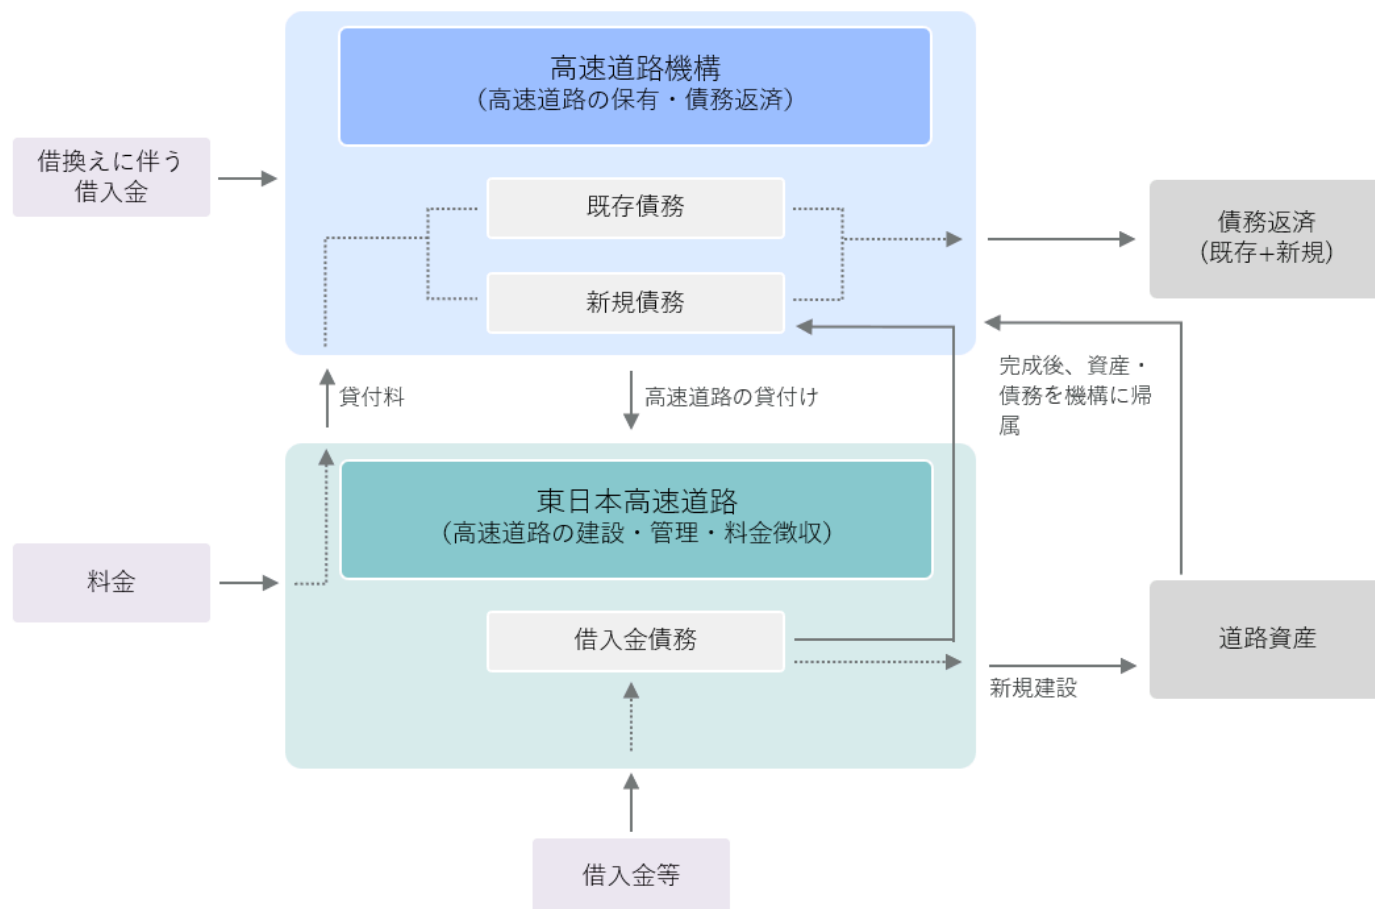 高速道路機構
(高速道路の保有・債務返済)
借換えに伴う
借入金
既存債務
新規債務
債務返済
(既存+新規)
貸付料
高速道路の貸付け
完成後、資産・
債務を機構に帰
属
東日本高速道路
(高速道路の建設・管理・料金徴収)
料金
借入金債務
道路資産
新規建設
借入金等